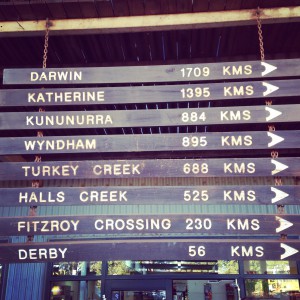 DARWIN 1709 KMS
KATHERINE 1395 KMS
KUNUNURRA 884 KMS
WYNDHAM 895 KMS
TURKEY CREEK 688 KMS
HALLS CREEK 525 KMS
FITZROY CROSSING 230 KMS
DERBY 56 KMS